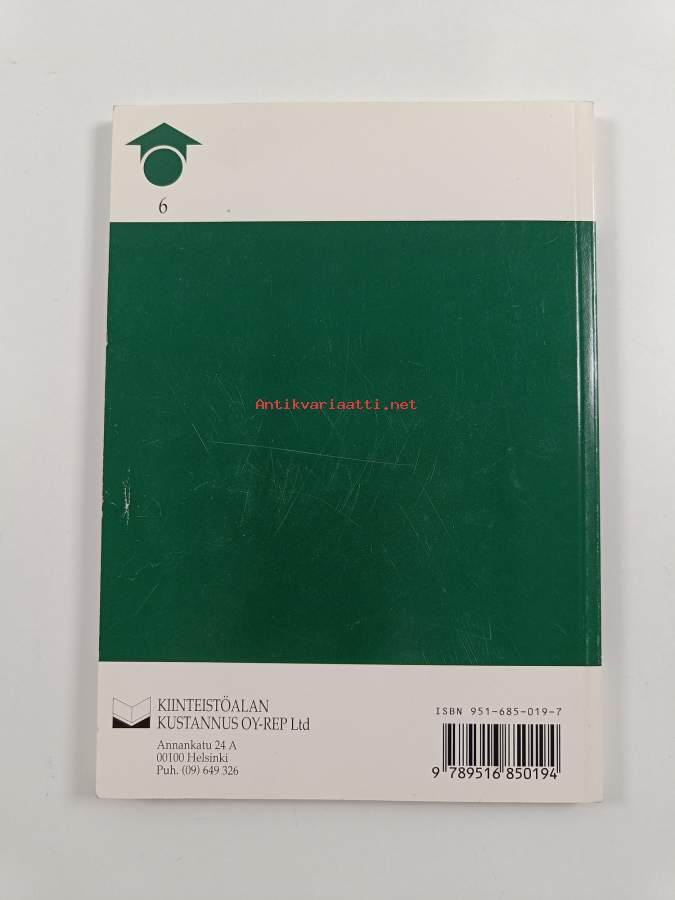 6
Antikvariaatti.net
KIINTEISTÖALAN
KUSTANNUS OY-REP Ltd
Annankatu 24 A
00100 Helsinki
Puh. (09) 649 326
ISBN 951-685-019-7
9 789516 850194